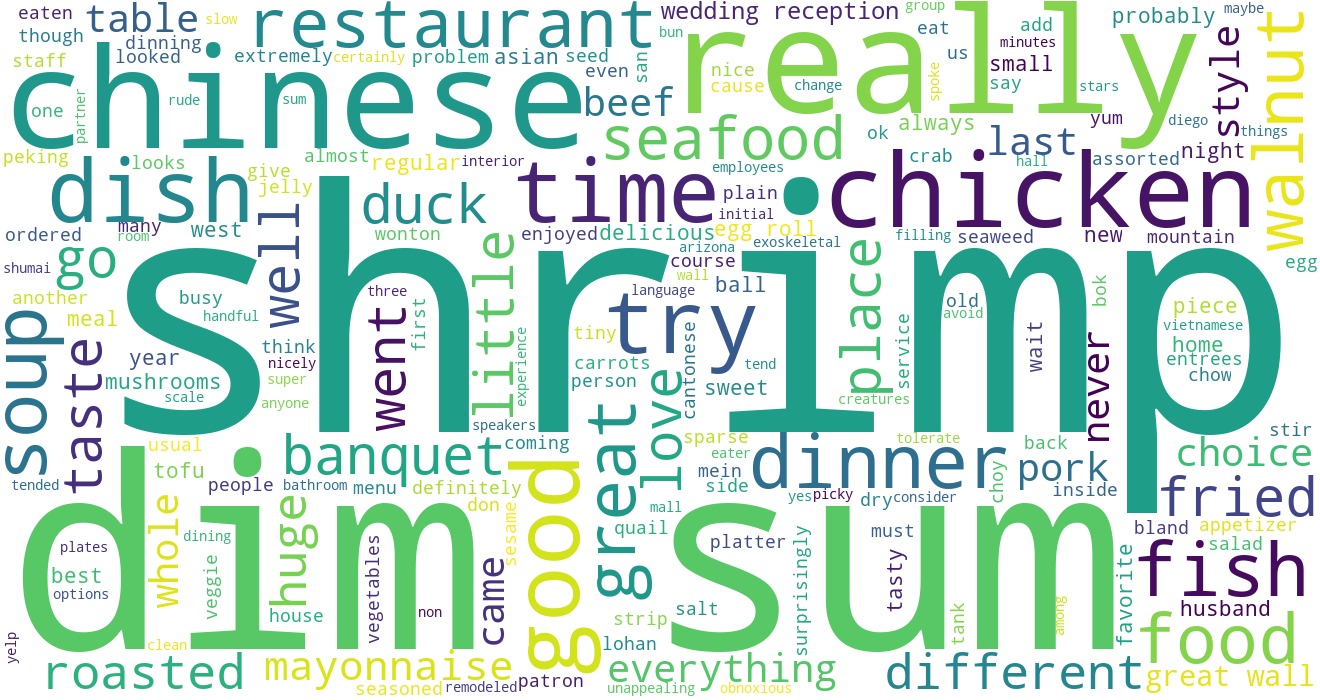 eaten
table
restaurant
wedding reception
group
really
probably
maybe
slow
though
dinning
looked
extremely
certainly
problem
asian
seed
bun
eat
add
minutes
us
small
style
walnut
staff
chinese
even
san
beef
nice
cause
change
spoke
say
stars
one
partner
rude
sum
seafood
ok
always
last
yum
diego
things
peking
looks
almost
regular
interior
employees
crab
hall
assorted
night
dish
give
jelly
duck
time
plain
chicken
many
west
well
initial
ordered
room
wonton
enjoyed
delicious
egg roll
arizona
exoskeletal
filling
seaweed
new
mountain
shumai
go
little
course
wall
place
egg
another
busy
three
language
ball
old
avoid
bok
piece
soup
meal
handful
shrimp
went
first
try
tiny
cantonese
service
wait
never
vietnamese
home
taste
year
think
nicely
experience
carrots
tend
entrees
mushrooms
super
person
love
sweet
chow
scale
anyone
great
creatures
speakers
banquet
coming
sparse
tolerate
back
stir
usual
good
eater
dinner
choice
tofu
mein
pork
tended
people
bathroom
menu
definitely
side
yes
picky
dry
consider
choy
inside
fried
whole
huge
don
sesame
mall
dim sum
dining
quail
platter
surprisingly
must
bland
appetizer
plates
vegetables
came
salad
best
veggie
tasty
favorite
fish
options
non
salt
house
strip
tank
among
husband
yelp
clean
lohan
food
roasted
mayonnaise
everything
different
great wall
seasoned
remodeled
patron
unappealing
obnoxious